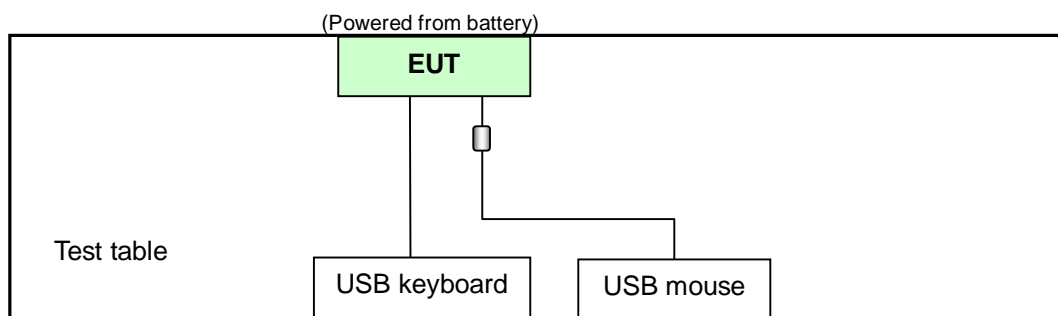 (Powered from battery)
EUT
Test table
USB keyboard
USB mouse